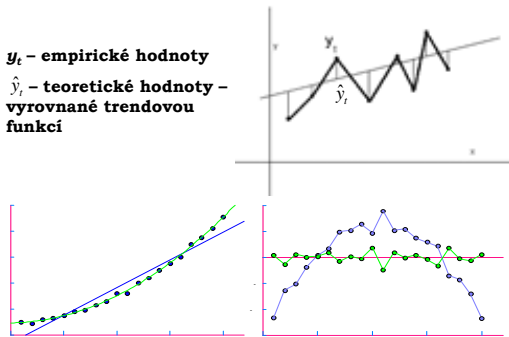 yₜ – empirické hodnoty
ŷₜ – teoretické hodnoty –
vyrovnané trendovou
funkcí
Y
yₜ
ŷₜ
X